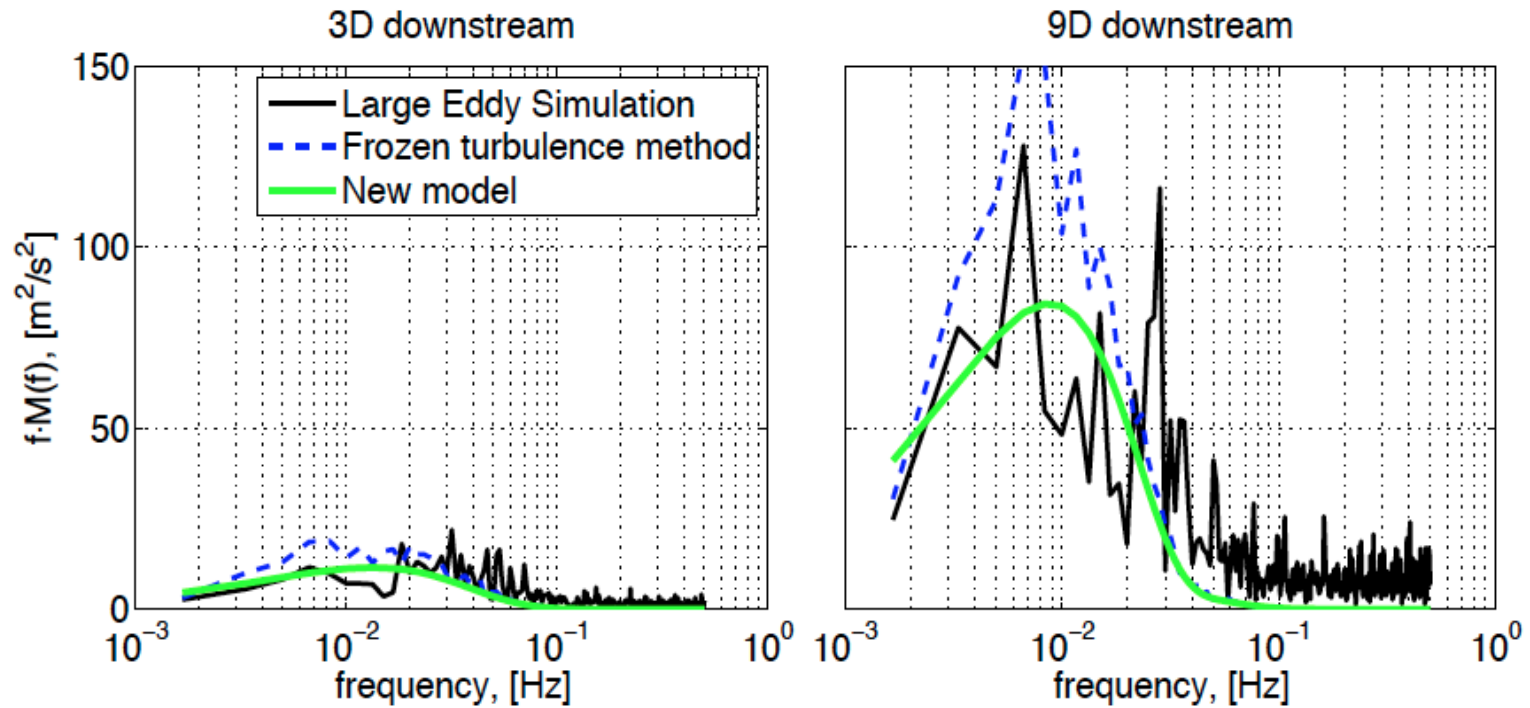 3D downstream
9D downstream
150
100
50
0
Large Eddy Simulation
Frozen turbulence method
New model
f·M(f), [m²/s²]
10⁻³
10⁻²
10⁻¹
10⁰
10⁻³
10⁻²
10⁻¹
10⁰
frequency, [Hz]
frequency, [Hz]